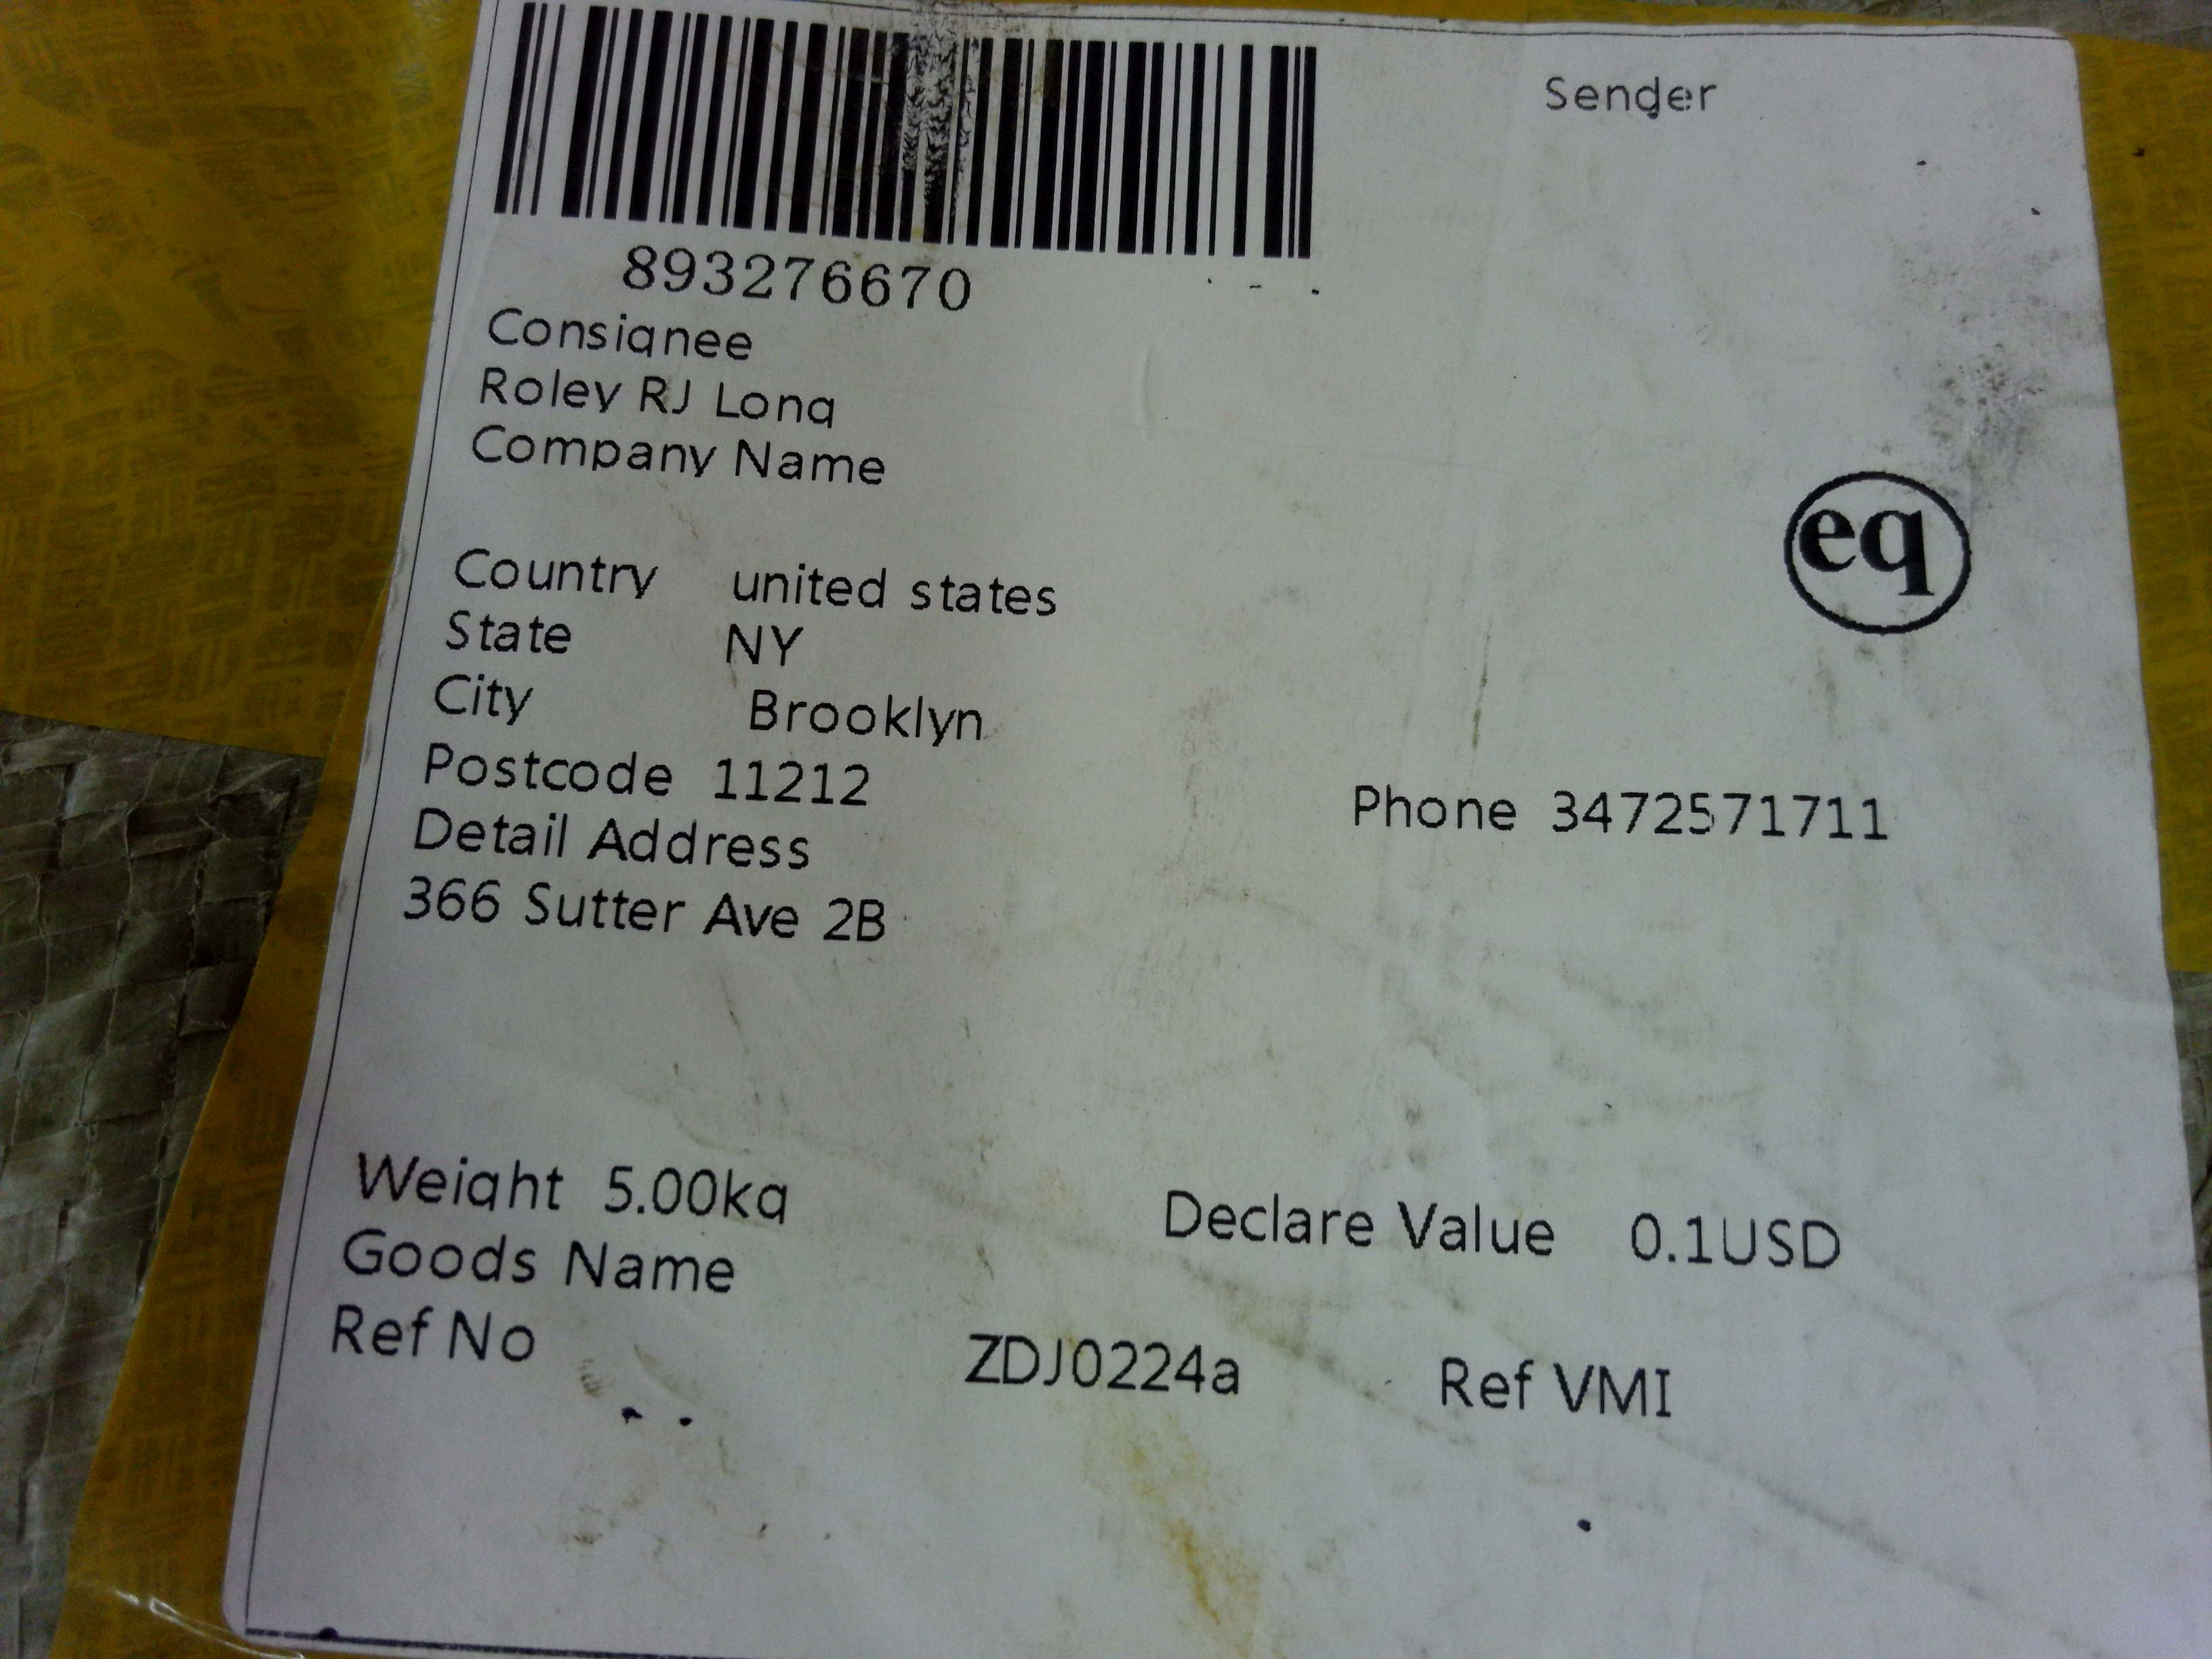 Sender
893276670
Consignee
Roley RJ Long
Company Name
eq
Country united states
State NY
City Brooklyn
Postcode 11212
Phone 3472571711
Detail Address
366 Sutter Ave 2B
Weight 5.00kg
Declare Value 0.1USD
Goods Name
Ref No ZDJ0224a Ref VMI